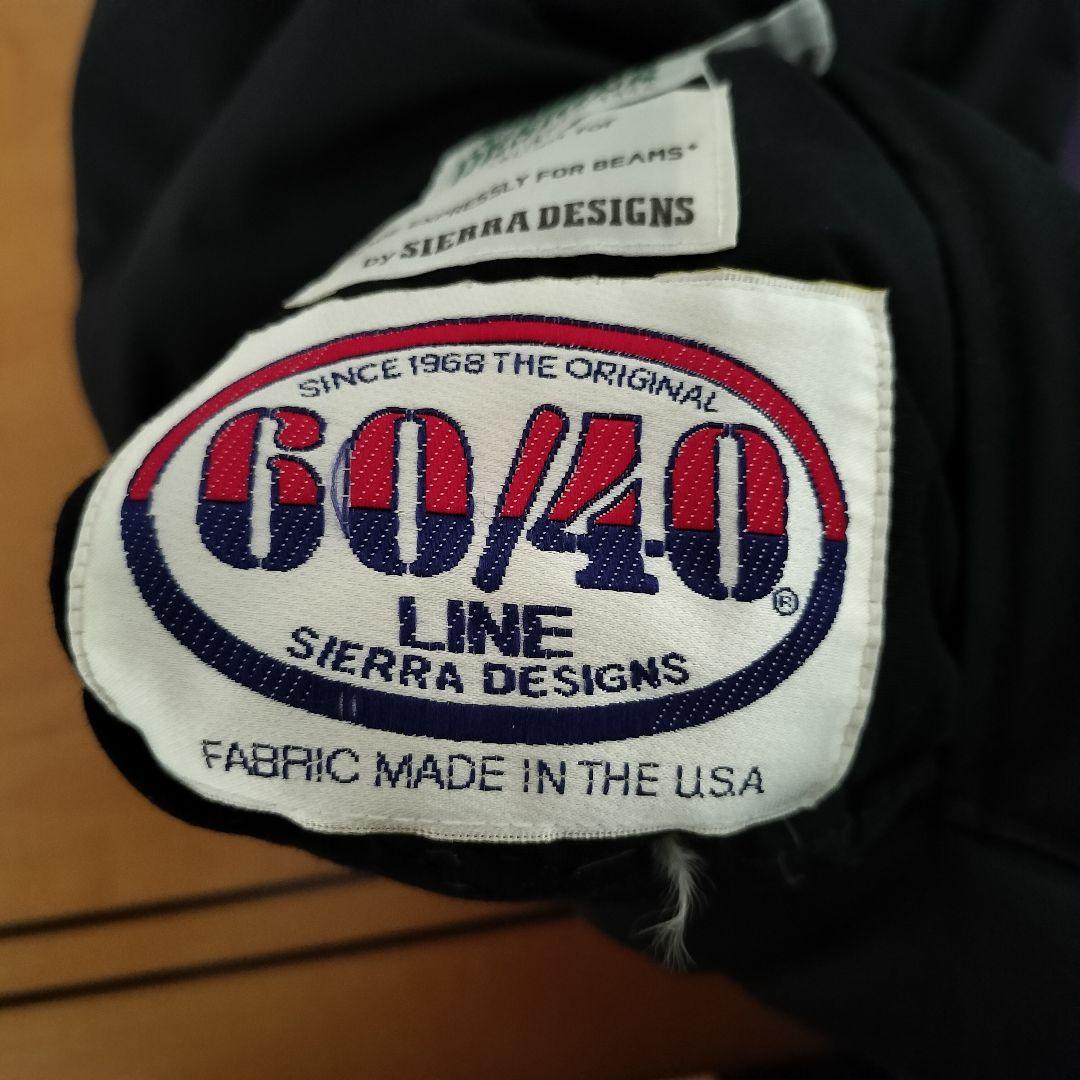 EXPRESSLY FOR BEAMS+
by SIERRA DESIGNS
SINCE 1968 THE ORIGINAL
60/40®
LINE
SIERRA DESIGNS
FABRIC MADE IN THE U.S.A